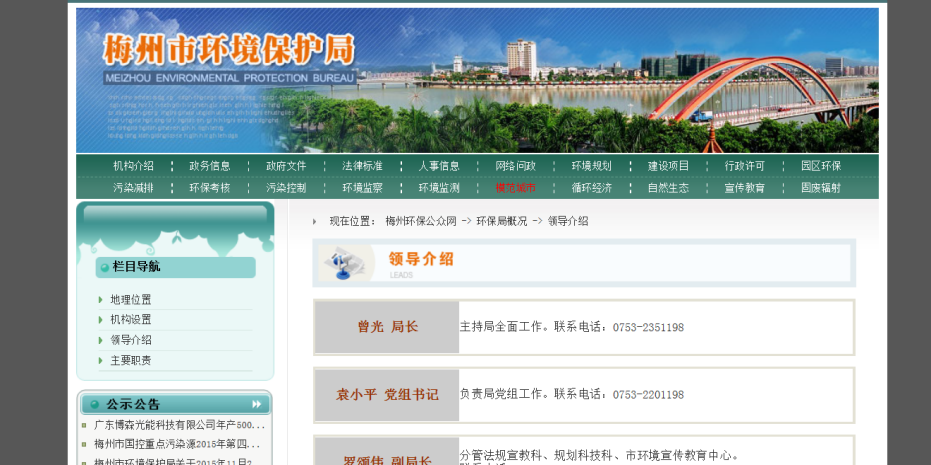 梅州市环境保护局
MEIZHOU ENVIRONMENTAL PROTECTION BUREAU
机构介绍 政务信息 政府文件 法律标准 人事信息 网络问政 环境规划 建设项目 行政许可 园区环保
污染减排 环保考核 污染控制 环境监察 环境监测 模范城市 循环经济 自然生态 宣传教育 固废辐射
现在位置： 梅州环保公众网 -> 环保局概况 -> 领导介绍
栏目导航
地理位置
机构设置
领导介绍
主要职责
公示公告
广东博森光能科技有限公司年产500...
梅州市国控重点污染源2015年第四...
梅州市环境保护局关于2015年11月2...
领导介绍
LEADS
曾光 局长
主持局全面工作。联系电话：0753-2351198
袁小平 党组书记
负责局党组工作。联系电话：0753-2201198
罗颂伟 副局长
分管法规宣教科、规划科技科、市环境宣传教育中心。